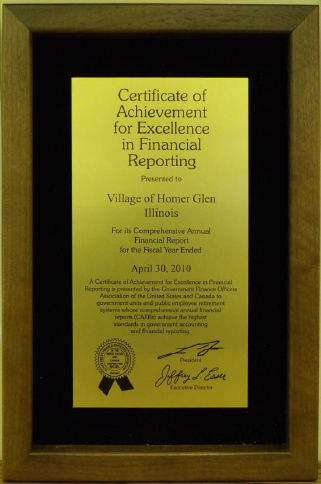 Certificate of
Achievement
for Excellence
in Financial
Reporting
Presented to
Village of Homer Glen
Illinois
For its Comprehensive Annual
Financial Report
for the Fiscal Year Ended
April 30, 2010
A Certificate of Achievement for Excellence in Financial
Reporting is presented by the Government Finance Officers
Association of the United States and Canada to
government units and public employee retirement
systems whose comprehensive annual financial
reports (CAFRs) achieve the highest
standards in government accounting
and financial reporting.
President
Jeffrey L. Esser
Executive Director